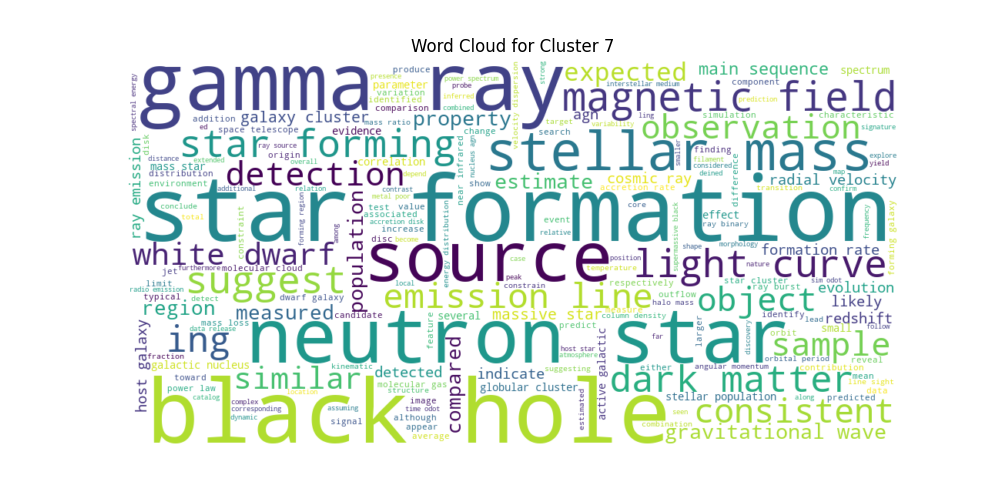 Word Cloud for Cluster 7
gamma ray
expected
main sequence
spectrum
presence
produce
power spectrum
probe
strong
interstellar medium
component
parameter
magnetic field
prediction
variation
identified
inferred
combined
spectral energy
velocity dispersion
addition
galaxy cluster
mass ratio
comparison
property
agn
ling
simulation
characteristic
ed
space telescope
evidence
change
target
variability
observation
signature
star forming
ray source
origin
nucleus agn
search
stellar mass
smaller
finding
filament
considered
deined
explore
yield
ray emission
disk
distance
extended
overall
correlation
depend
near infrared
mass star
detection
show
estimate
cosmic ray
accretion rate
difference
map
transition
confirm
radial velocity
distribution
environment
additional
relation
contrast
metal poor
accretion disk
star formation
conclude
total
constraint
forming region
among
population
test
value
associated
increase
become
energy distribution
event
relative
core
supermassive black
effect
ray binary
frequency
forming galaxy
white dwarf
disc
source
case
peak
local
constrain
shape
morphology
position
temperature
nature
formation rate
light curve
jet
furthermore
molecular cloud
radio emission
suggest
limit
typical
detect
dwarf galaxy
candidate
respectively
outflow
halo mass
star cluster
ray burst
sim odot
evolution
region
data release
mass loss
measured
emission line
massive star
measure
column density
object
identify
lead
likely
redshift
follow
host galaxy
ing
fraction
feature
several
predict
neutron star
host star
atmosphere
suggesting
far
larger
discovery
orbit
small
orbital period
sample
reveal
galactic nucleus
kinematic
detected
compared
indicate
either
angular momentum
contribution
toward
power law
catalog
location
similar
molecular gas
structure
globular cluster
active galactic
dark matter
mean
line sight
data
stellar population
predicted
along
complex
corresponding
dynamic
assuming
image
time odot
although
signal
appear
average
black hole
estimated
seen
combination
consistent
gravitational wave